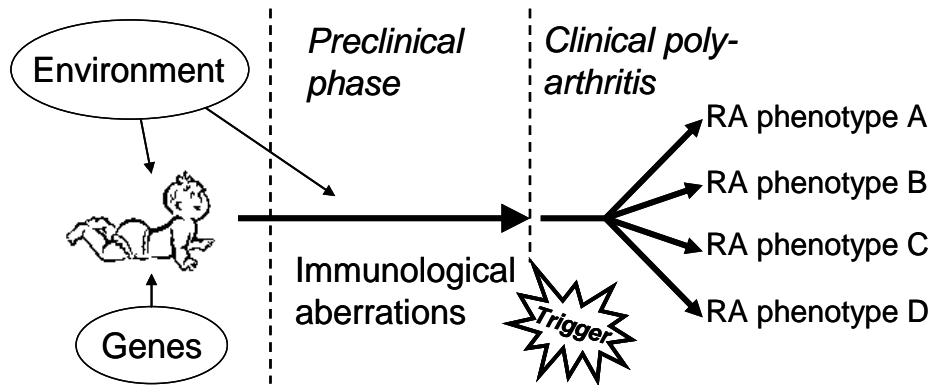 Environment
Genes
Preclinical
phase
Immunological
aberrations
Clinical poly-
arthritis
Trigger
RA phenotype A
RA phenotype B
RA phenotype C
RA phenotype D